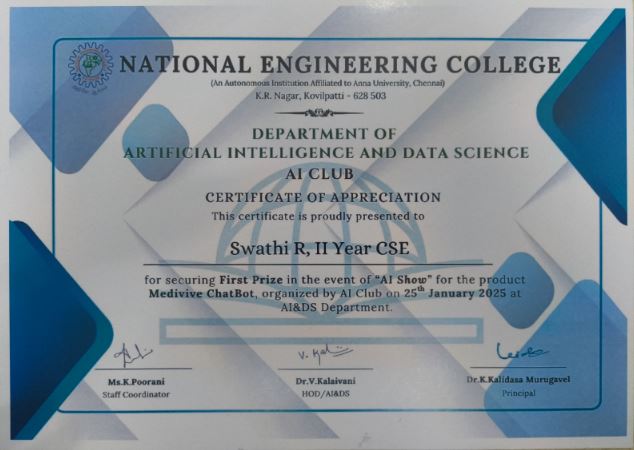 NATIONAL ENGINEERING COLLEGE
(An Autonomous Institution Affiliated to Anna University, Chennai)
K.R. Nagar, Kovilpatti - 628 503
DEPARTMENT OF
ARTIFICIAL INTELLIGENCE AND DATA SCIENCE
AI CLUB
CERTIFICATE OF APPRECIATION
This certificate is proudly presented to
Swathi R, II Year CSE
for securing First Prize in the event of "AI Show" for the product
Medivive ChatBot, organized by AI Club on 25th January 2025 at
AI&DS Department.
Ms.K.Poorani
Staff Coordinator
Dr.V.Kalaivani
HOD/AI&DS
Dr.K.Kalidasa Murugavel
Principal